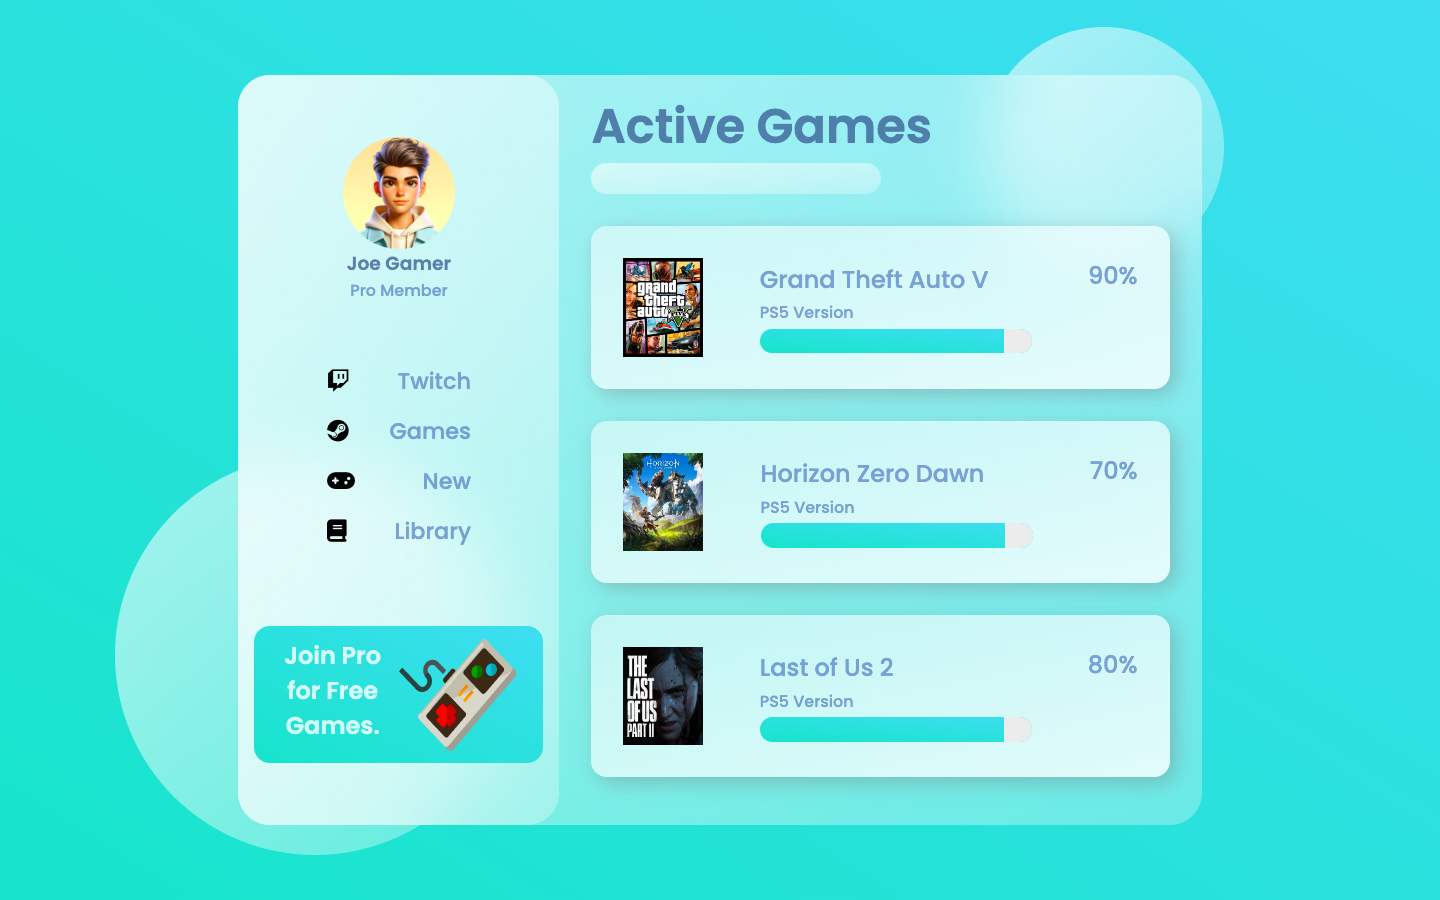 Joe Gamer
Pro Member
Twitch
Games
New
Library
Join Pro
for Free
Games.
Active Games
grand
theft
auto
Grand Theft Auto V
90%
PS5 Version
HORIZON
Horizon Zero Dawn
70%
PS5 Version
THE
LAST
OF US
PART II
Last of Us 2
80%
PS5 Version